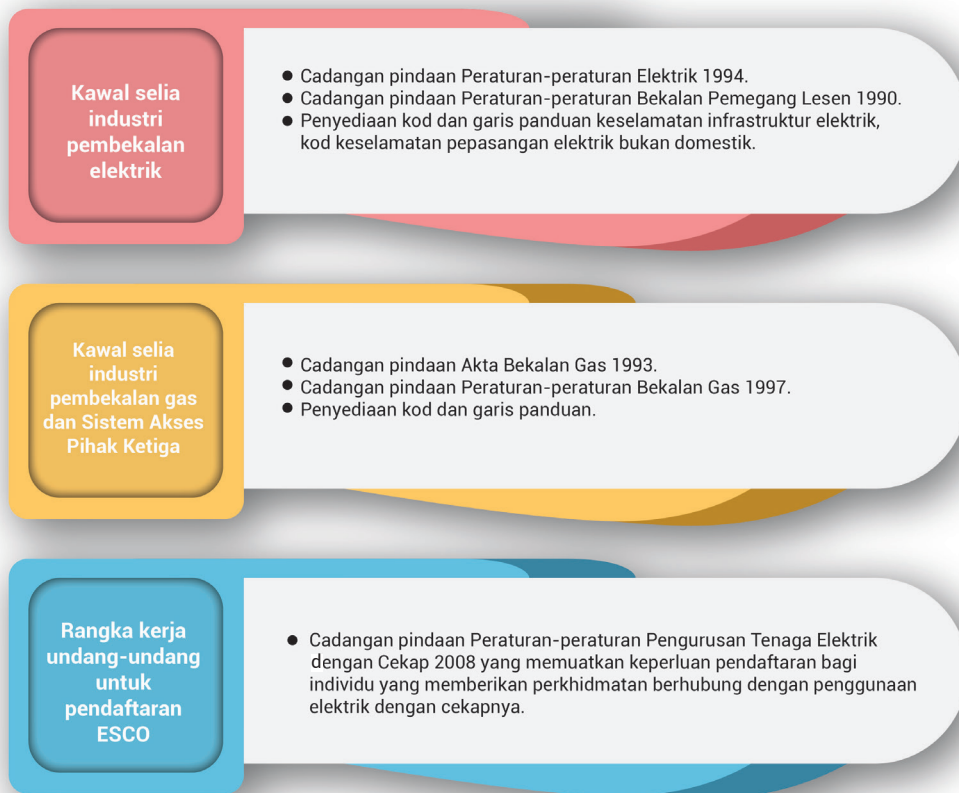 Kawal selia
industri
pembekalan
elektrik
● Cadangan pindaan Peraturan-peraturan Elektrik 1994.
● Cadangan pindaan Peraturan-peraturan Bekalan Pemegang Lesen 1990.
● Penyediaan kod dan garis panduan keselamatan infrastruktur elektrik,
kod keselamatan pepasangan elektrik bukan domestik.
Kawal selia
industri
pembekalan gas
dan Sistem Akses
Pihak Ketiga
● Cadangan pindaan Akta Bekalan Gas 1993.
● Cadangan pindaan Peraturan-peraturan Bekalan Gas 1997.
● Penyediaan kod dan garis panduan.
Rangka kerja
undang-undang
untuk
pendaftaran
ESCO
● Cadangan pindaan Peraturan-peraturan Pengurusan Tenaga Elektrik
dengan Cekap 2008 yang memuatkan keperluan pendaftaran bagi
individu yang memberikan perkhidmatan berhubung dengan penggunaan
elektrik dengan cekapnya.